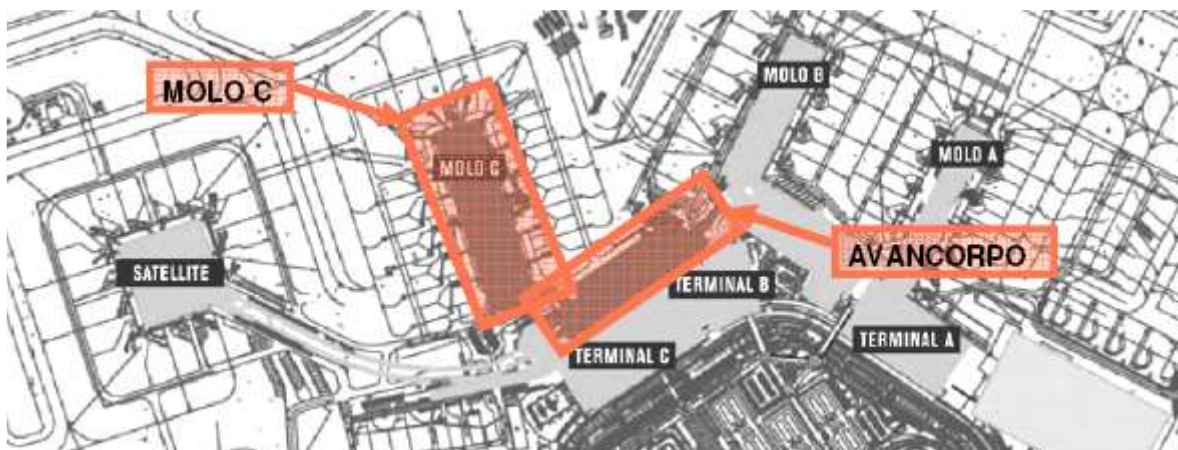 MOLO B
MOLO C
MOLO A
MOLO C
AVANCORPO
SATELLITE
TERMINAL B
TERMINAL A
TERMINAL C